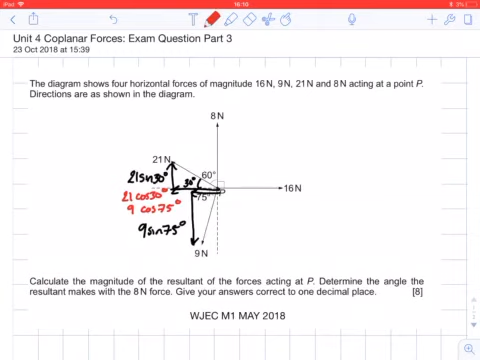 iPad
16:10
3%
Unit 4 Coplanar Forces: Exam Question Part 3
23 Oct 2018 at 15:39
The diagram shows four horizontal forces of magnitude 16 N, 9 N, 21 N and 8 N acting at a point P.
Directions are as shown in the diagram.
8 N
21 N
60°
21sin30°
30°
16 N
21 cos30°
75°
P
9 cos75°
9sin75°
9 N
Calculate the magnitude of the resultant of the forces acting at P. Determine the angle the
resultant makes with the 8 N force. Give your answers correct to one decimal place. [8]
WJEC M1 MAY 2018